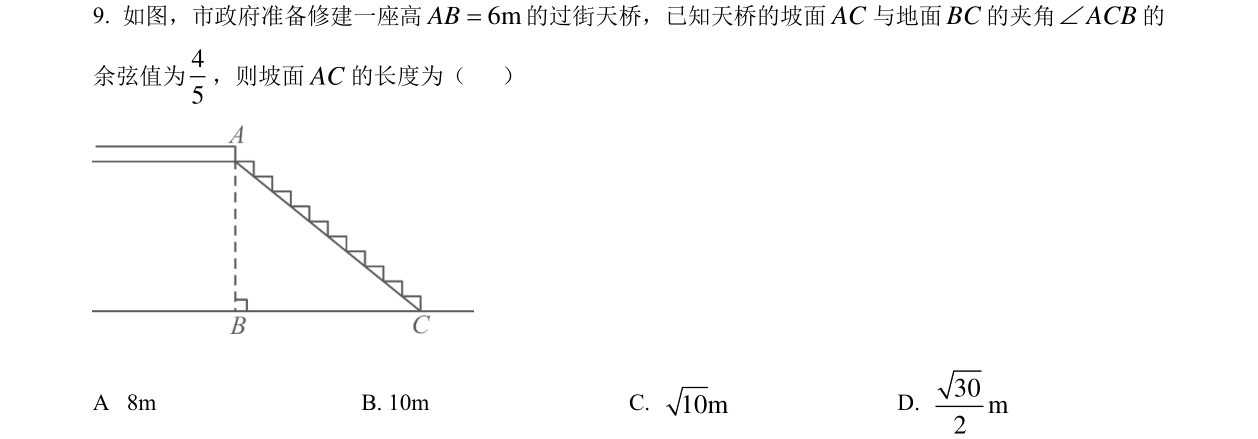 9. 如图，市政府准备修建一座高 AB = 6m 的过街天桥，已知天桥的坡面 AC 与地面 BC 的夹角 ∠ACB 的
余弦值为 4/5 ，则坡面 AC 的长度为（ ）
A
B
C
A 8m B. 10m C. √10m D. √30/2 m